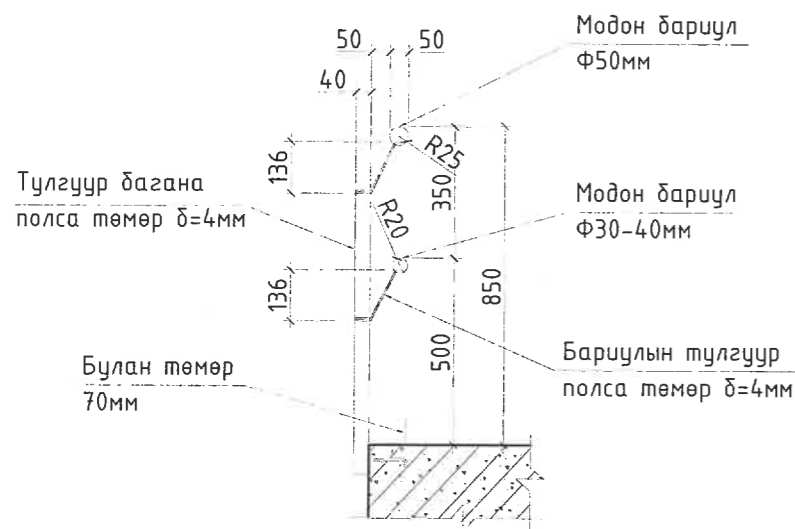 Модон бариул
Ф50мм
50
50
40
136
R25
350
Тулгуур багана
полса төмөр δ=4мм
R20
Модон бариул
Ф30-40мм
136
850
500
Бариулын тулгуур
полса төмөр δ=4мм
Булан төмөр
70мм